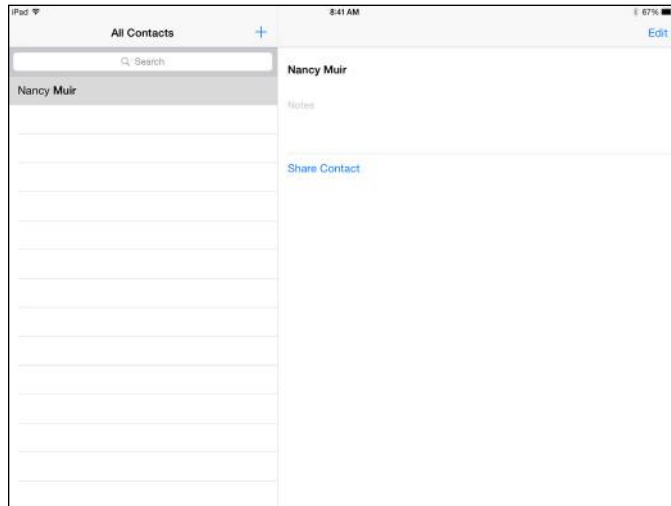 iPad
8:41 AM
67%
All Contacts +
Edit
Search
Nancy Muir
Nancy Muir
Notes
Share Contact